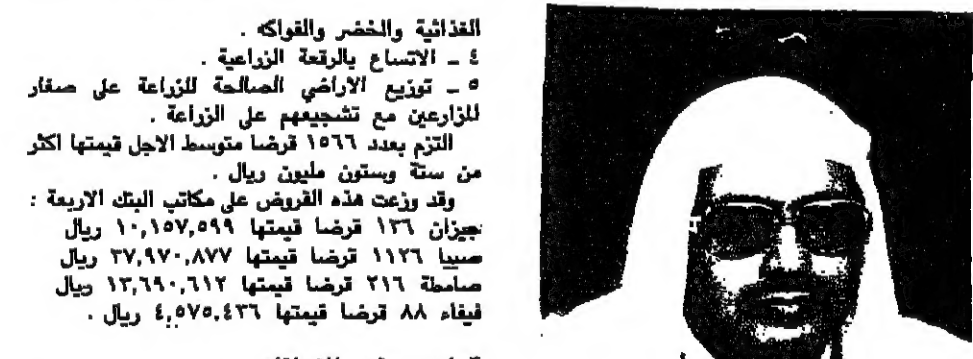 الغذائية والخضر والفواكه .
٤ ـ الاتساع بالرقعة الزراعية .
٥ ـ توزيع الاراضي الصالحة للزراعة على صغار
المزارعين مع تشجيعهم على الزراعة .
التزم بعدد ١٥٦٦ قرضا متوسط الاجل قيمتها اكثر
من ستة وستون مليون ريال .
وقد وزعت هذه القروض على مكاتب البنك الاربعة :
جيزان ١٣٦ قرضا قيمتها ١٠,١٥٧,٥٩٩ ريال
صبيا ١١٢٦ قرضا قيمتها ٣٧,٩٧٠,٨٧٧ ريال
صامطة ٢١٦ قرضا قيمتها ١٣,٦٩٠,٦١٢ ريال
فيفاء ٨٨ قرضا قيمتها ٤,٥٧٥,٤٣٦ ريال .